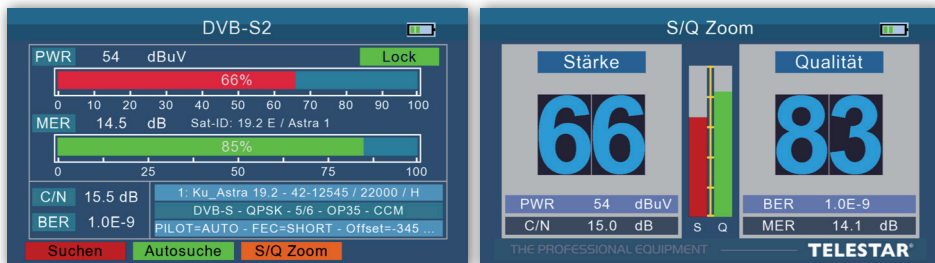 DVB-S2
PWR 54 dBuV Lock
66%
0 10 20 30 40 50 60 70 80 90 100
MER 14.5 dB Sat-ID: 19.2 E / Astra 1
85%
0 25 50 75 100
C/N 15.5 dB
BER 1.0E-9
1: Ku_Astra 19.2 - 42-12545 / 22000 / H
DVB-S - QPSK - 5/6 - OP35 - CCM
PILOT=AUTO - FEC=SHORT - Offset=-345 ...
Suchen Autosuche S/Q Zoom
S/Q Zoom
Stärke
66
PWR 54 dBuV
C/N 15.0 dB
S Q
Qualität
83
BER 1.0E-9
MER 14.1 dB
THE PROFESSIONAL EQUIPMENT TELESTAR®